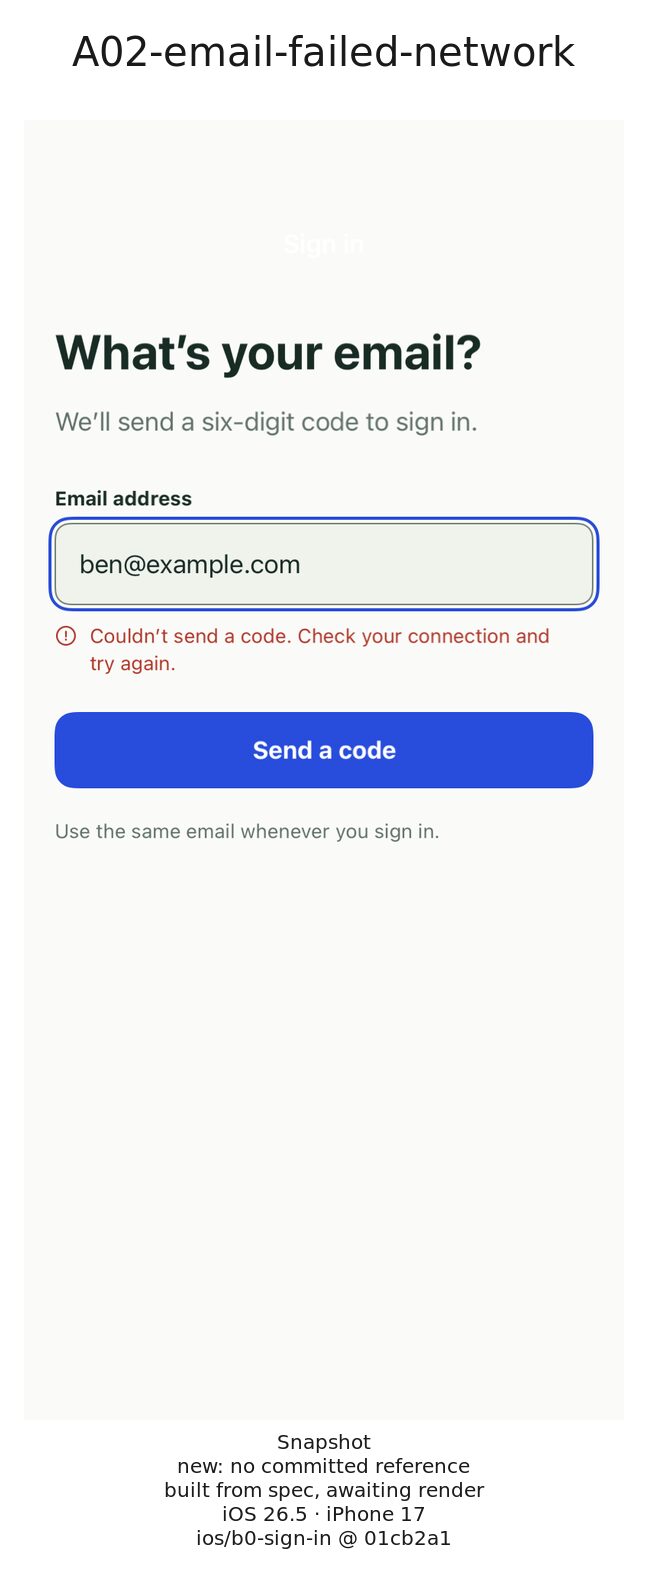 A02-email-failed-network
Sign in
What’s your email?
We’ll send a six-digit code to sign in.
Email address
ben@example.com
Couldn’t send a code. Check your connection and
try again.
Send a code
Use the same email whenever you sign in.
Snapshot
new: no committed reference
built from spec, awaiting render
iOS 26.5 · iPhone 17
ios/b0-sign-in @ 01cb2a1